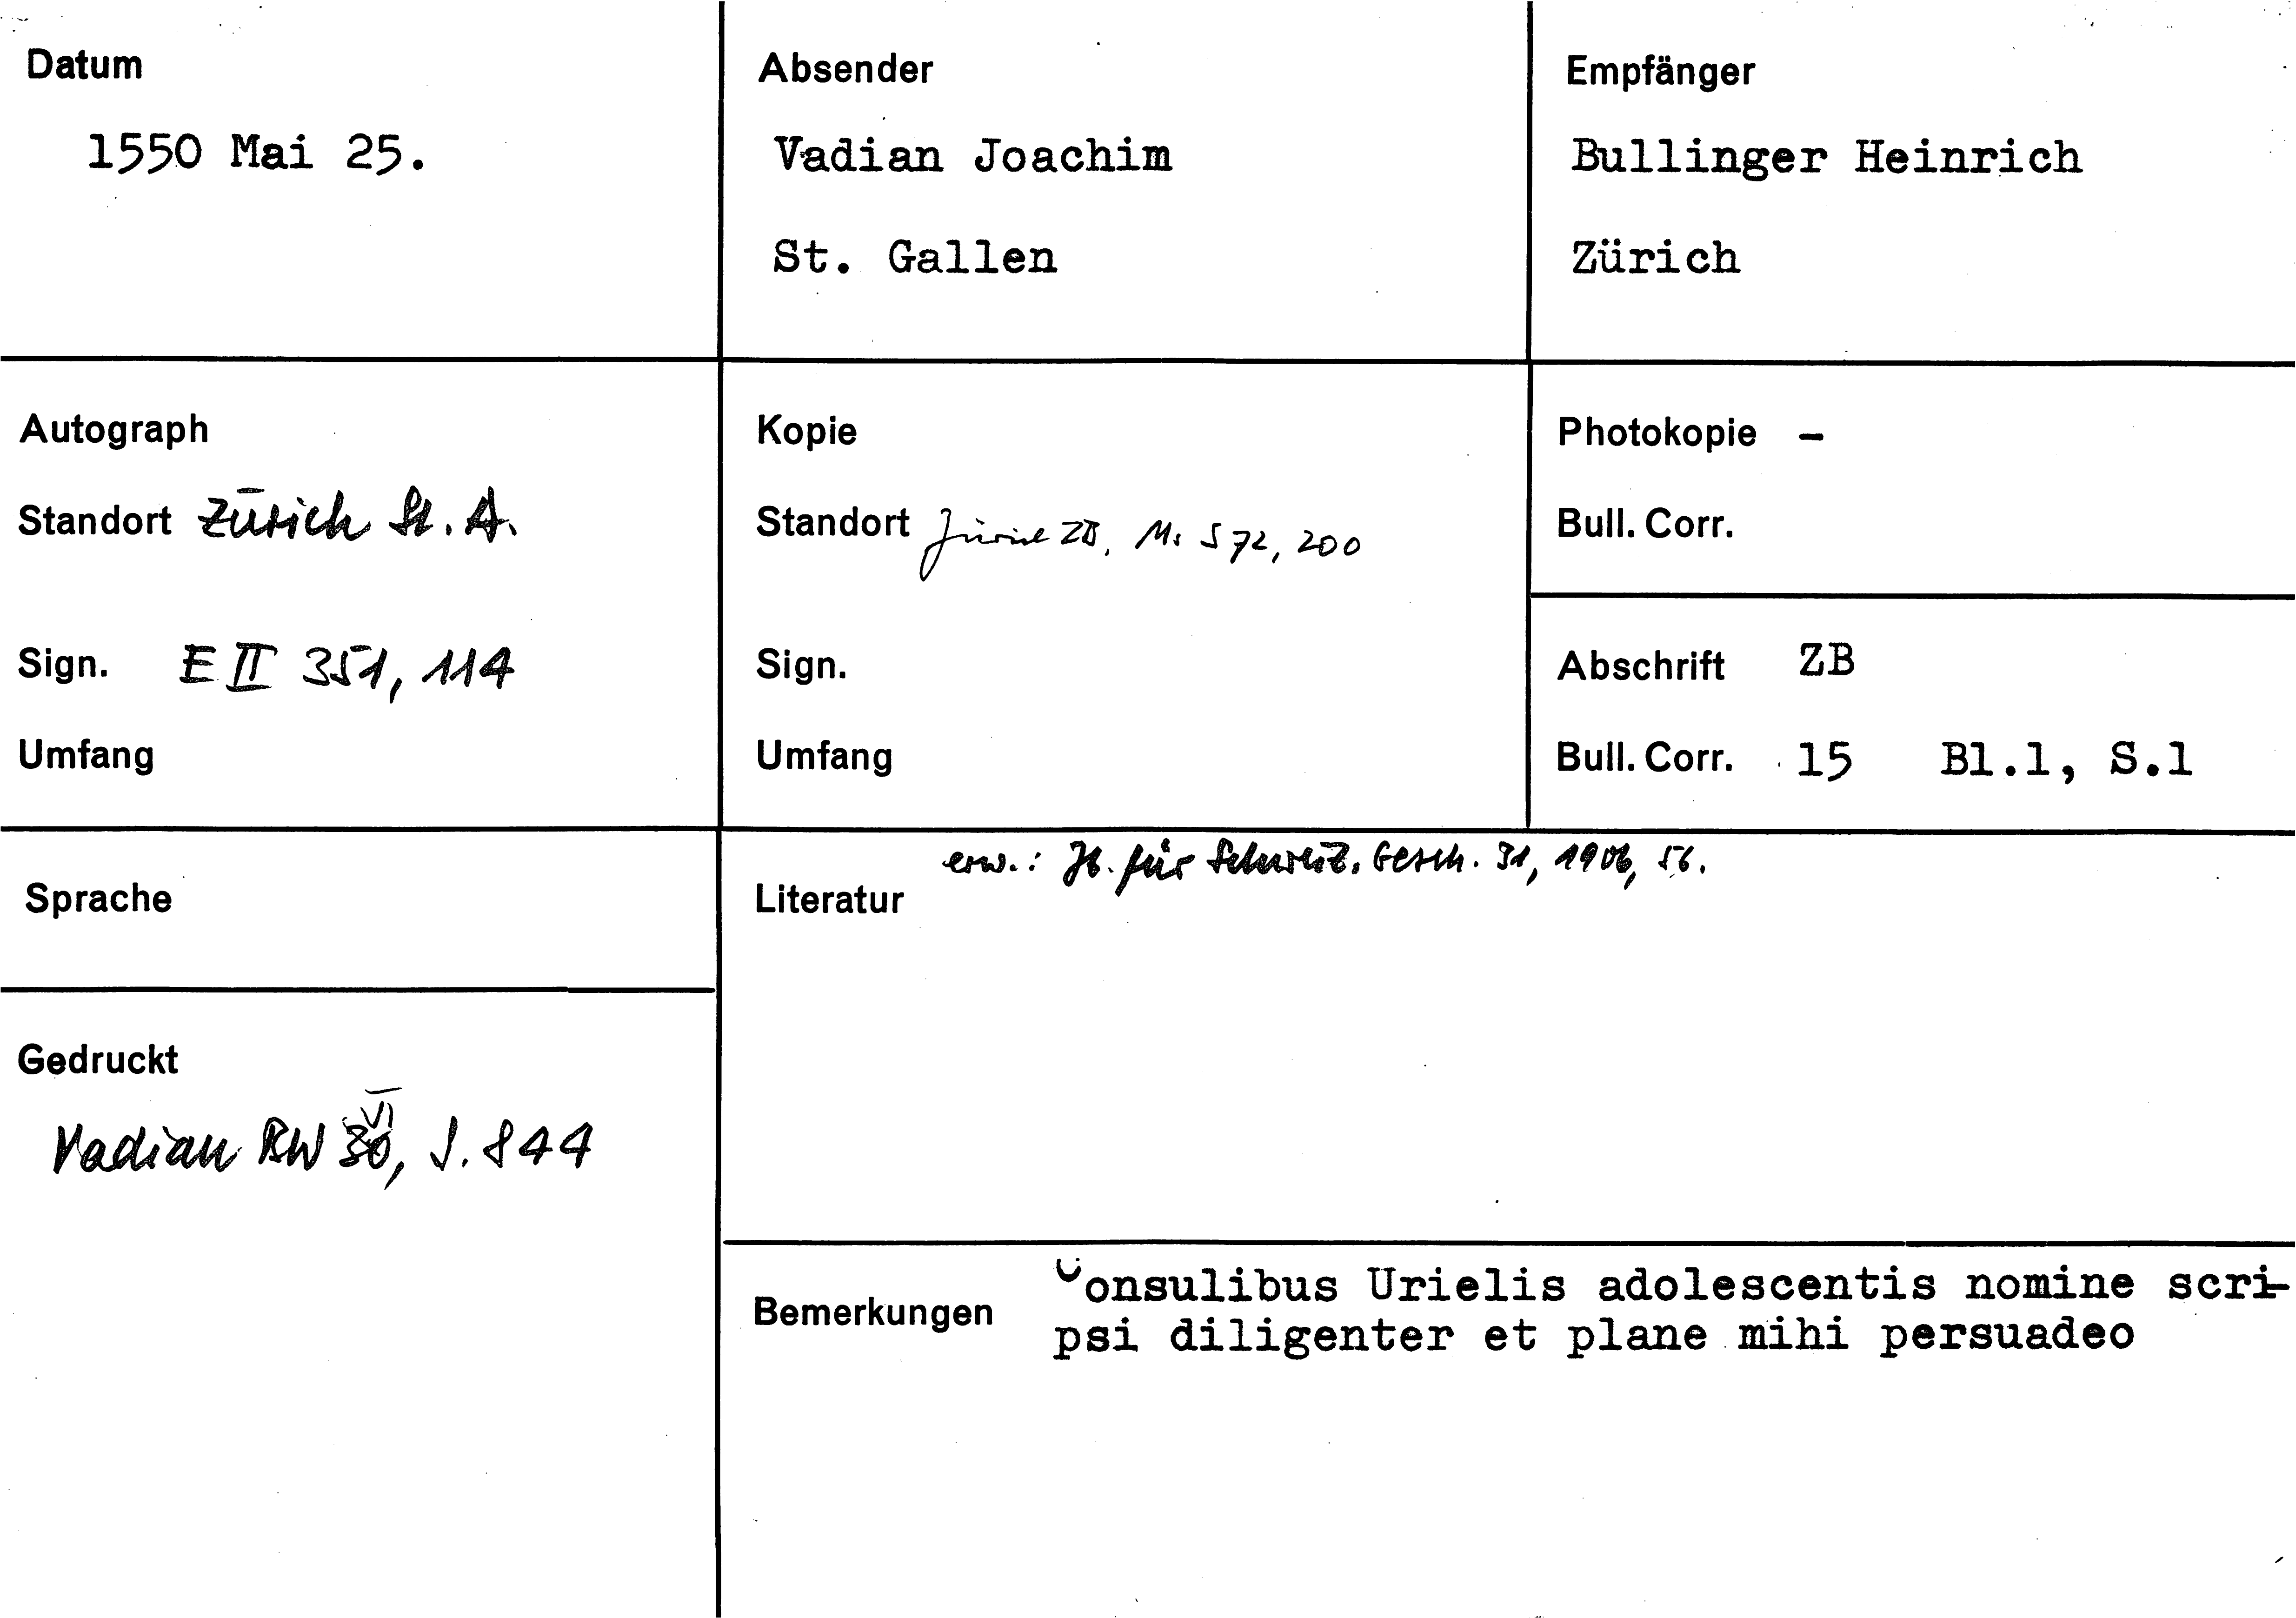 Datum
1550 Mai 25.
Absender
Vadian Joachim
St. Gallen
Empfänger
Bullinger Heinrich
Zürich
Autograph
Standort Zürich St. A.
Sign. E II 351, 114
Umfang
Kopie
Standort Zürich ZB, Ms S 72, 200
Sign.
Umfang
Photokopie -
Bull. Corr.
Abschrift ZB
Bull. Corr. 15 Bl.1, S.1
Sprache
Literatur erw.: Jb. für Schweiz. Gesch. 31, 1906, 56.
Gedruckt
Vadian BW VI, S. 844
Bemerkungen
Consulibus Urielis adolescentis nomine scri-
psi diligenter et plane mihi persuadeo